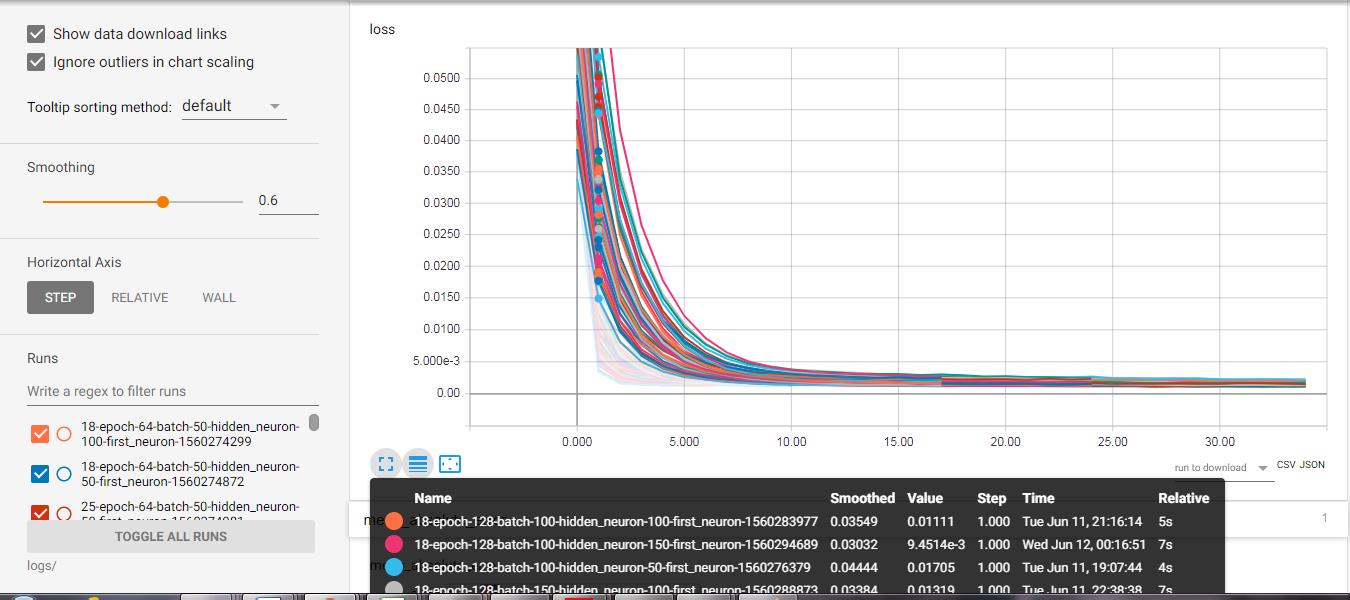 Show data download links
Ignore outliers in chart scaling
Tooltip sorting method: default
Smoothing
0.6
Horizontal Axis
STEP RELATIVE WALL
Runs
Write a regex to filter runs
18-epoch-64-batch-50-hidden_neuron-
100-first_neuron-1560274299
18-epoch-64-batch-50-hidden_neuron-
50-first_neuron-1560274872
25-epoch-64-batch-50-hidden_neuron-
TOGGLE ALL RUNS
logs/
loss
0.0500
0.0450
0.0400
0.0350
0.0300
0.0250
0.0200
0.0150
0.0100
5.000e-3
0.00
0.000 5.000 10.00 15.00 20.00 25.00 30.00
run to download CSV JSON
1
Name Smoothed Value Step Time Relative
18-epoch-128-batch-100-hidden_neuron-100-first_neuron-1560283977 0.03549 0.01111 1.000 Tue Jun 11, 21:16:14 5s
18-epoch-128-batch-100-hidden_neuron-150-first_neuron-1560294689 0.03032 9.4514e-3 1.000 Wed Jun 12, 00:16:51 7s
18-epoch-128-batch-100-hidden_neuron-50-first_neuron-1560276379 0.04444 0.01705 1.000 Tue Jun 11, 19:07:44 4s
18-epoch-128-batch-150-hidden_neuron-100-first_neuron-1560288873 0.03384 0.01319 1.000 Tue Jun 11, 22:38:38 7s